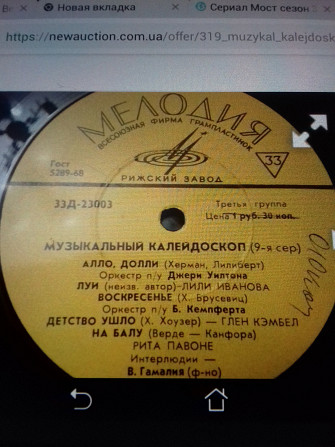 Новая вкладка
Сериал Мост сезон
https://newauction.com.ua/offer/319_muzykal_kalejdosk
МЕЛОДИЯ
ВСЕСОЮЗНАЯ ФИРМА ГРАМПЛАСТИНОК
Гост
5289-68
33
РИЖСКИЙ ЗАВОД
33Д-23003
Третья группа
Цена 1 руб. 30 коп.
МУЗЫКАЛЬНЫЙ КАЛЕЙДОСКОП (9-я сер)
АЛЛО, ДОЛЛИ (Херман, Лилиберт)
Оркестр п/у Джерри Уилтона
ЛУИ (неизв. автор)-ЛИЛИ ИВАНОВА
ВОСКРЕСЕНЬЕ (Х. Брусевиц)
Оркестр п/у Б. Кемпферта
ДЕТСТВО УШЛО (Х. Хоузер) — ГЛЕН КЭМБЕЛ
НА БАЛУ (Верде — Канфора)
РИТА ПАВОНЕ
Интерлюдии —
В. Гамалия (ф-но)